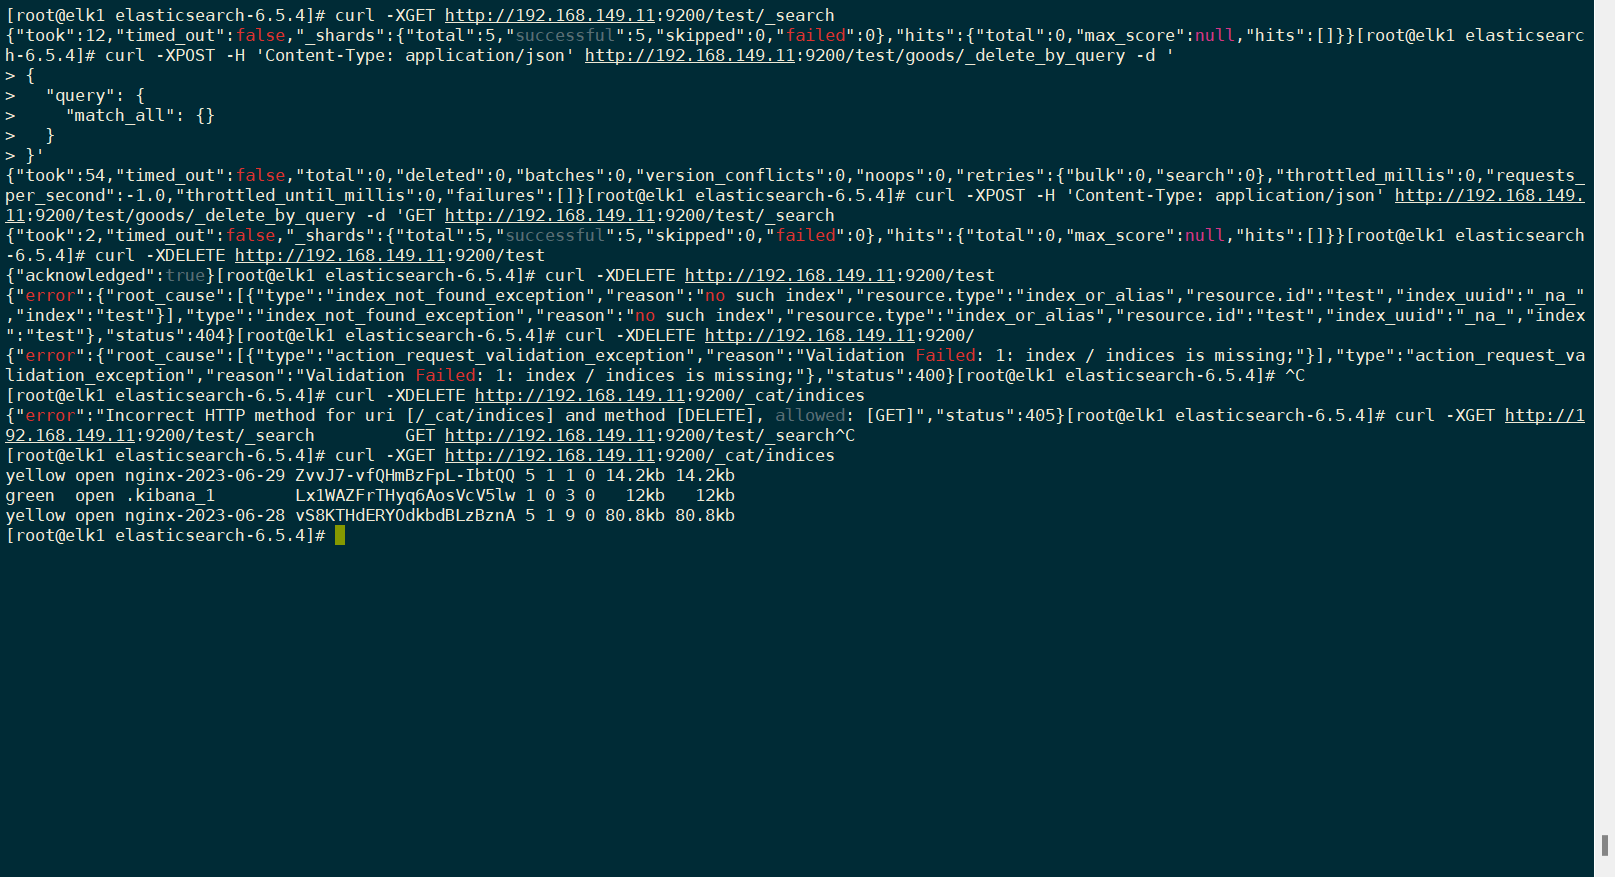 [root@elk1 elasticsearch-6.5.4]# curl -XGET http://192.168.149.11:9200/test/_search
{"took":12,"timed_out":false,"_shards":{"total":5,"successful":5,"skipped":0,"failed":0},"hits":{"total":0,"max_score":null,"hits":[]}}[root@elk1 elasticsearc
h-6.5.4]# curl -XPOST -H 'Content-Type: application/json' http://192.168.149.11:9200/test/goods/_delete_by_query -d '
> {
>   "query": {
>     "match_all": {}
>   }
> }'
{"took":54,"timed_out":false,"total":0,"deleted":0,"batches":0,"version_conflicts":0,"noops":0,"retries":{"bulk":0,"search":0},"throttled_millis":0,"requests_
per_second":-1.0,"throttled_until_millis":0,"failures":[]}[root@elk1 elasticsearch-6.5.4]# curl -XPOST -H 'Content-Type: application/json' http://192.168.149.
11:9200/test/goods/_delete_by_query -d 'GET http://192.168.149.11:9200/test/_search
{"took":2,"timed_out":false,"_shards":{"total":5,"successful":5,"skipped":0,"failed":0},"hits":{"total":0,"max_score":null,"hits":[]}}[root@elk1 elasticsearch
-6.5.4]# curl -XDELETE http://192.168.149.11:9200/test
{"acknowledged":true}[root@elk1 elasticsearch-6.5.4]# curl -XDELETE http://192.168.149.11:9200/test
{"error":{"root_cause":[{"type":"index_not_found_exception","reason":"no such index","resource.type":"index_or_alias","resource.id":"test","index_uuid":"_na_"
,"index":"test"}],"type":"index_not_found_exception","reason":"no such index","resource.type":"index_or_alias","resource.id":"test","index_uuid":"_na_","index
":"test"},"status":404}[root@elk1 elasticsearch-6.5.4]# curl -XDELETE http://192.168.149.11:9200/
{"error":{"root_cause":[{"type":"action_request_validation_exception","reason":"Validation Failed: 1: index / indices is missing;"}],"type":"action_request_va
lidation_exception","reason":"Validation Failed: 1: index / indices is missing;"},"status":400}[root@elk1 elasticsearch-6.5.4]# ^C
[root@elk1 elasticsearch-6.5.4]# curl -XDELETE http://192.168.149.11:9200/_cat/indices
{"error":"Incorrect HTTP method for uri [/_cat/indices] and method [DELETE], allowed: [GET]","status":405}[root@elk1 elasticsearch-6.5.4]# curl -XGET http://1
92.168.149.11:9200/test/_search         GET http://192.168.149.11:9200/test/_search^C
[root@elk1 elasticsearch-6.5.4]# curl -XGET http://192.168.149.11:9200/_cat/indices
yellow open nginx-2023-06-29 ZvvJ7-vfQHmBzFpL-IbtQQ 5 1 1 0 14.2kb 14.2kb
green  open .kibana_1        Lx1WAZFrTHyq6AosVcV5lw 1 0 3 0   12kb   12kb
yellow open nginx-2023-06-28 vS8KTHdERYOdkbdBLzBznA 5 1 9 0 80.8kb 80.8kb
[root@elk1 elasticsearch-6.5.4]#